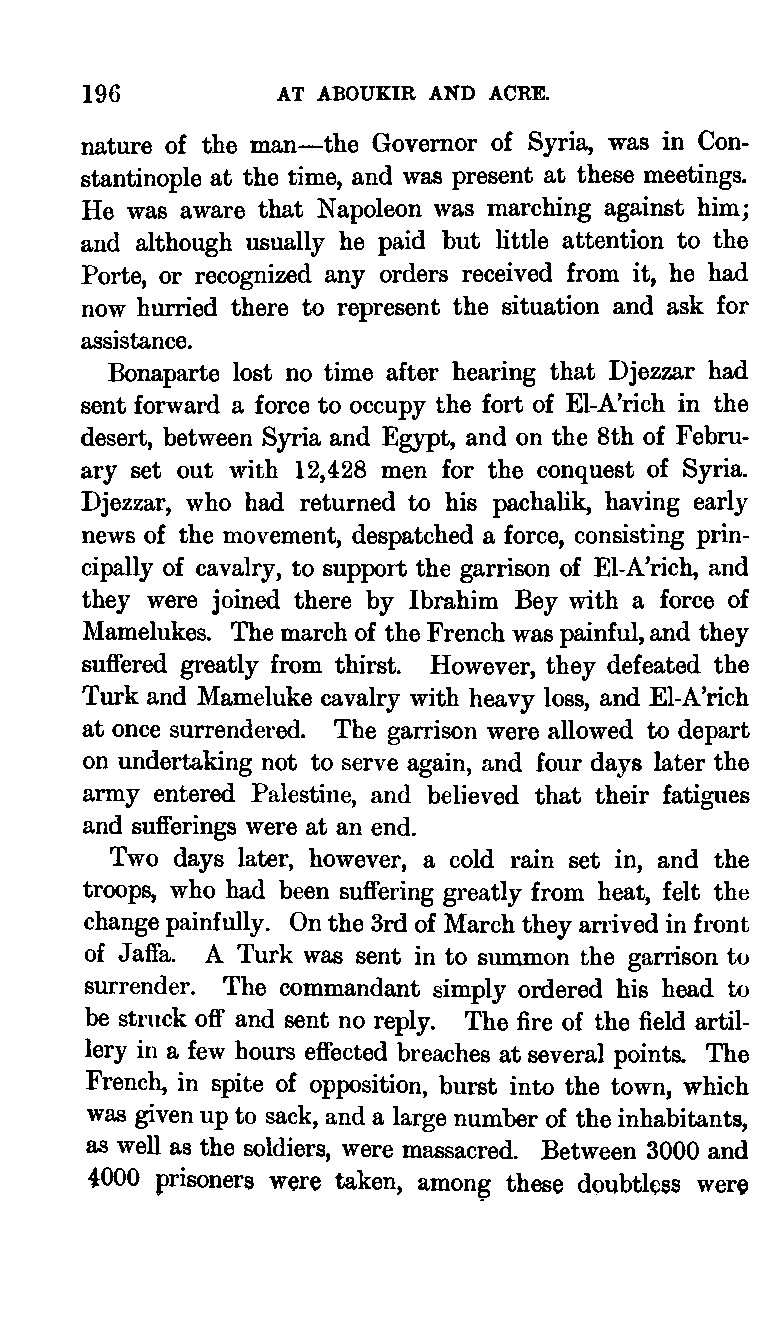 196 AT ABOUKIR AND ACRE.
nature of the man—the Governor of Syria, was in Con-
stantinople at the time, and was present at these meetings.
He was aware that Napoleon was marching against him;
and although usually he paid but little attention to the
Porte, or recognized any orders received from it, he had
now hurried there to represent the situation and ask for
assistance.
Bonaparte lost no time after hearing that Djezzar had
sent forward a force to occupy the fort of El-A'rich in the
desert, between Syria and Egypt, and on the 8th of Febru-
ary set out with 12,428 men for the conquest of Syria.
Djezzar, who had returned to his pachalik, having early
news of the movement, despatched a force, consisting prin-
cipally of cavalry, to support the garrison of El-A'rich, and
they were joined there by Ibrahim Bey with a force of
Mamelukes. The march of the French was painful, and they
suffered greatly from thirst. However, they defeated the
Turk and Mameluke cavalry with heavy loss, and El-A'rich
at once surrendered. The garrison were allowed to depart
on undertaking not to serve again, and four days later the
army entered Palestine, and believed that their fatigues
and sufferings were at an end.
Two days later, however, a cold rain set in, and the
troops, who had been suffering greatly from heat, felt the
change painfully. On the 3rd of March they arrived in front
of Jaffa. A Turk was sent in to summon the garrison to
surrender. The commandant simply ordered his head to
be struck off and sent no reply. The fire of the field artil-
lery in a few hours effected breaches at several points. The
French, in spite of opposition, burst into the town, which
was given up to sack, and a large number of the inhabitants,
as well as the soldiers, were massacred. Between 3000 and
4000 prisoners were taken, among these doubtless were